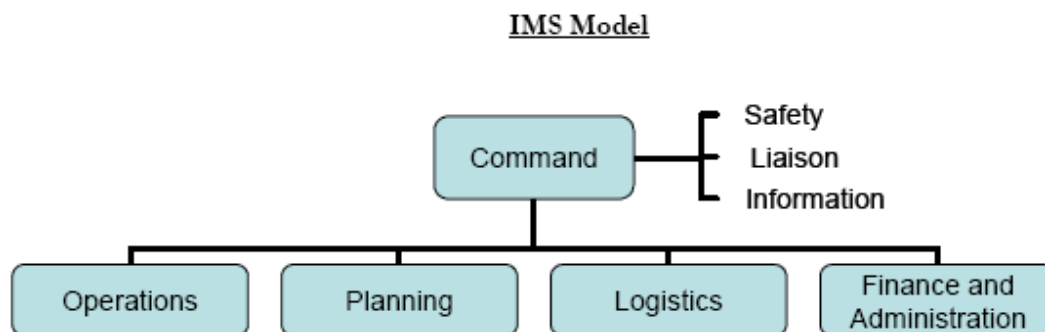 IMS Model
Command
Safety
Liaison
Information
Operations
Planning
Logistics
Finance and
Administration